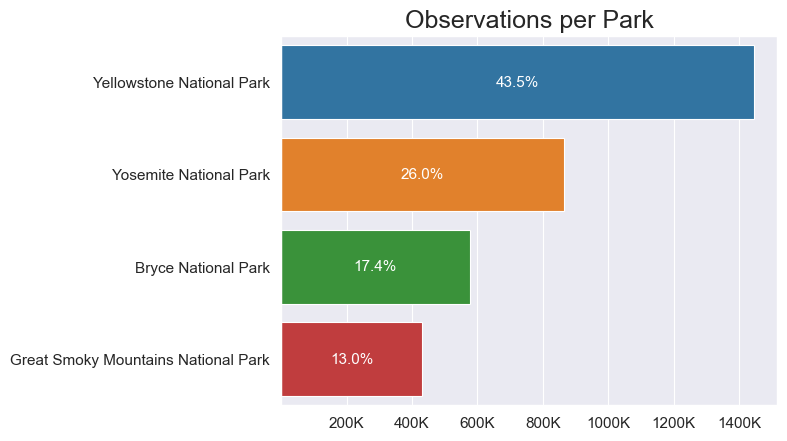 Observations per Park
Yellowstone National Park
43.5%
Yosemite National Park
26.0%
Bryce National Park
17.4%
Great Smoky Mountains National Park
13.0%
200K 400K 600K 800K 1000K 1200K 1400K